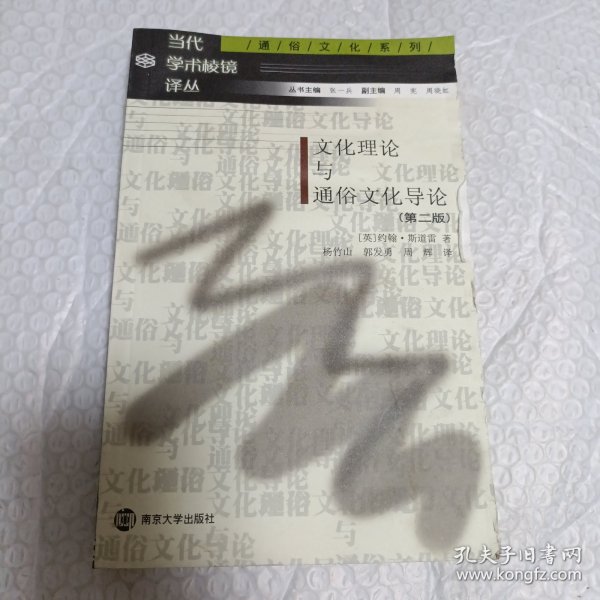 当代
学术棱镜
译丛
/通/俗/文/化/系/列/
丛书主编 张一兵 副主编 周宪 周晓虹
文化理论
与
通俗文化导论
(第二版)
[英]约翰·斯道雷 著
杨竹山 郭发勇 周辉 译
南京大学出版社
孔夫子旧书网
www.kongfz.com